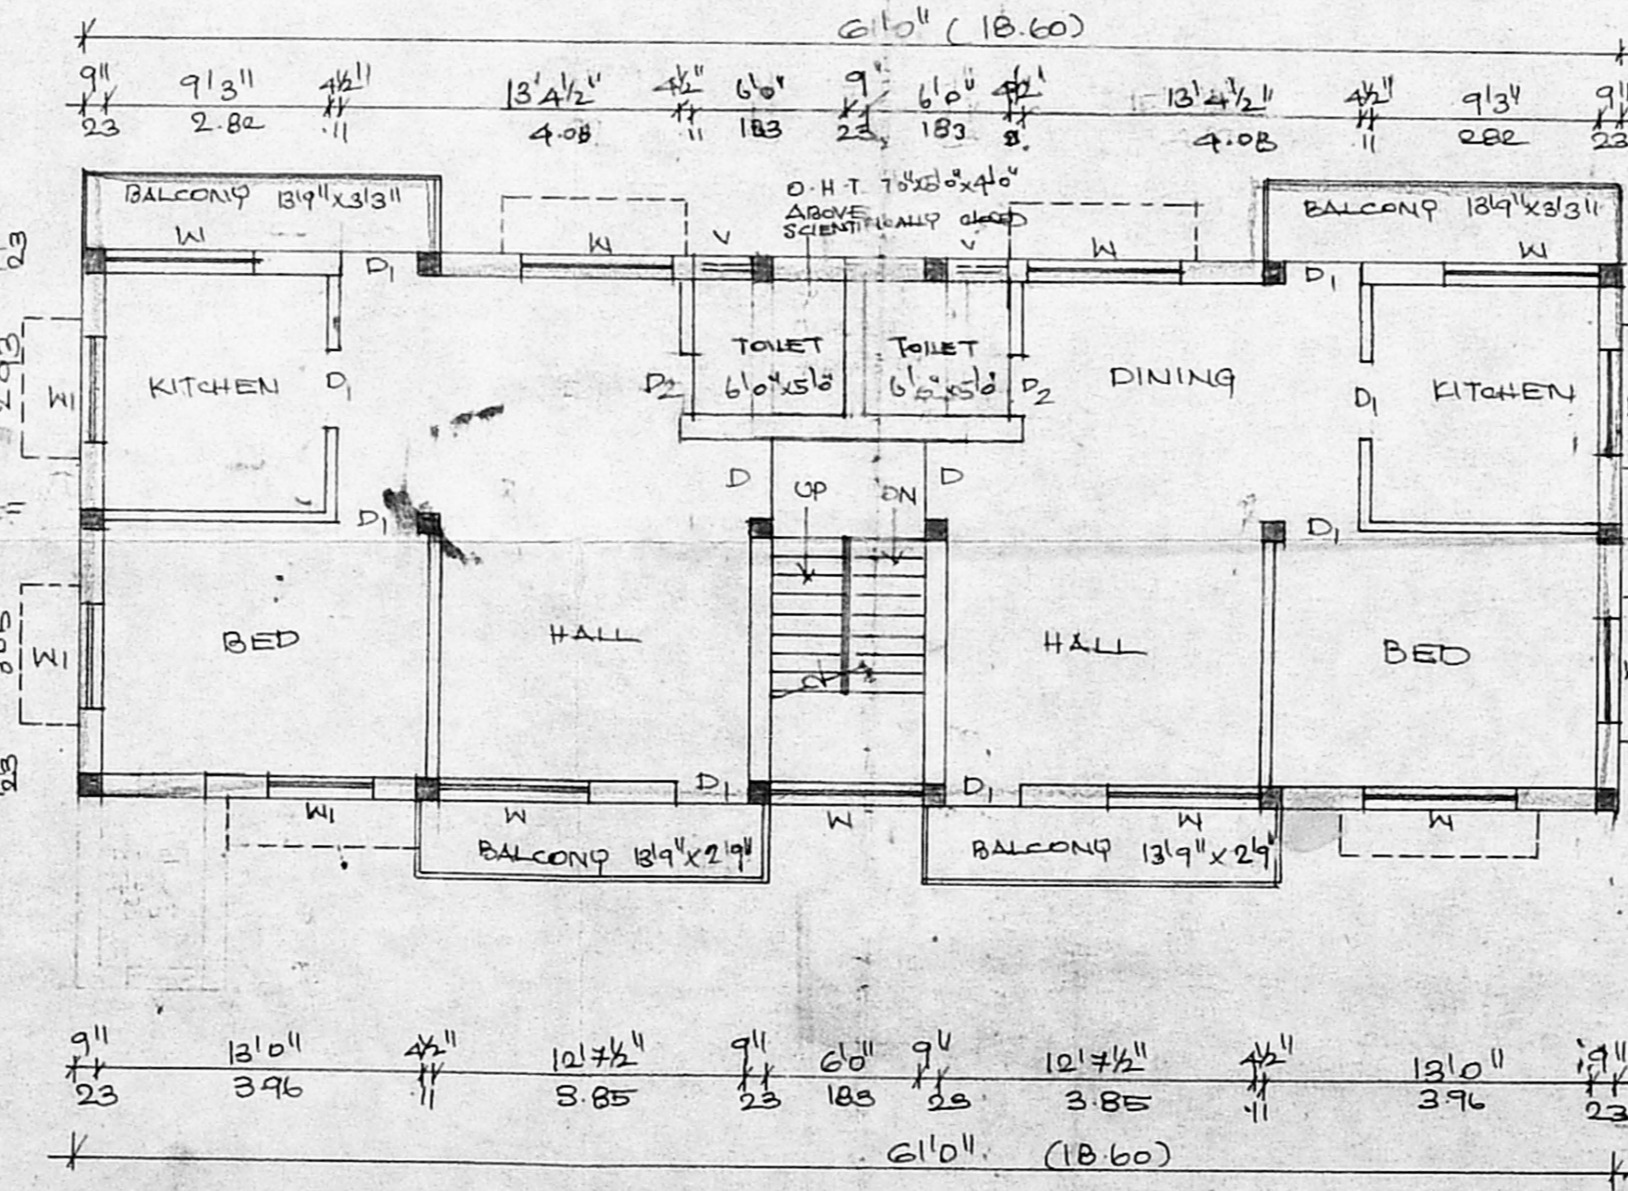 61'0" (18.60)
9" 9'3" 4½" 13'4½" 4½" 6'0" 9" 6'0" 4½" 13'4½" 4½" 9'3" 9"
23 2.82 .11 4.08 .11 183 23 183 4.08 .11 282 23
O.H.T. 7'0"x5'0"x4'0"
BALCONY 13'9"x3'3" ABOVE BALCONY 13'9"x3'3"
SCIENTIFICALLY CLOSED
W W V V W W
23
D1 D1
TOILET TOILET
KITCHEN D1 D2 6'0"x5'0" 6'0"x5'0" D2 DINING D1 KITCHEN
2.93 W1
D UP DN D
11
D1 D1
BED HALL HALL BED
W1
23
D1 D1
W1 W W W W
BALCONY 13'9"x2'9" BALCONY 13'9"x2'9"
9" 13'0" 4½" 12'7½" 9" 6'0" 9" 12'7½" 4½" 13'0" 9"
23 3.96 .11 3.85 23 183 23 3.85 .11 3.96 23
61'0" (18.60)